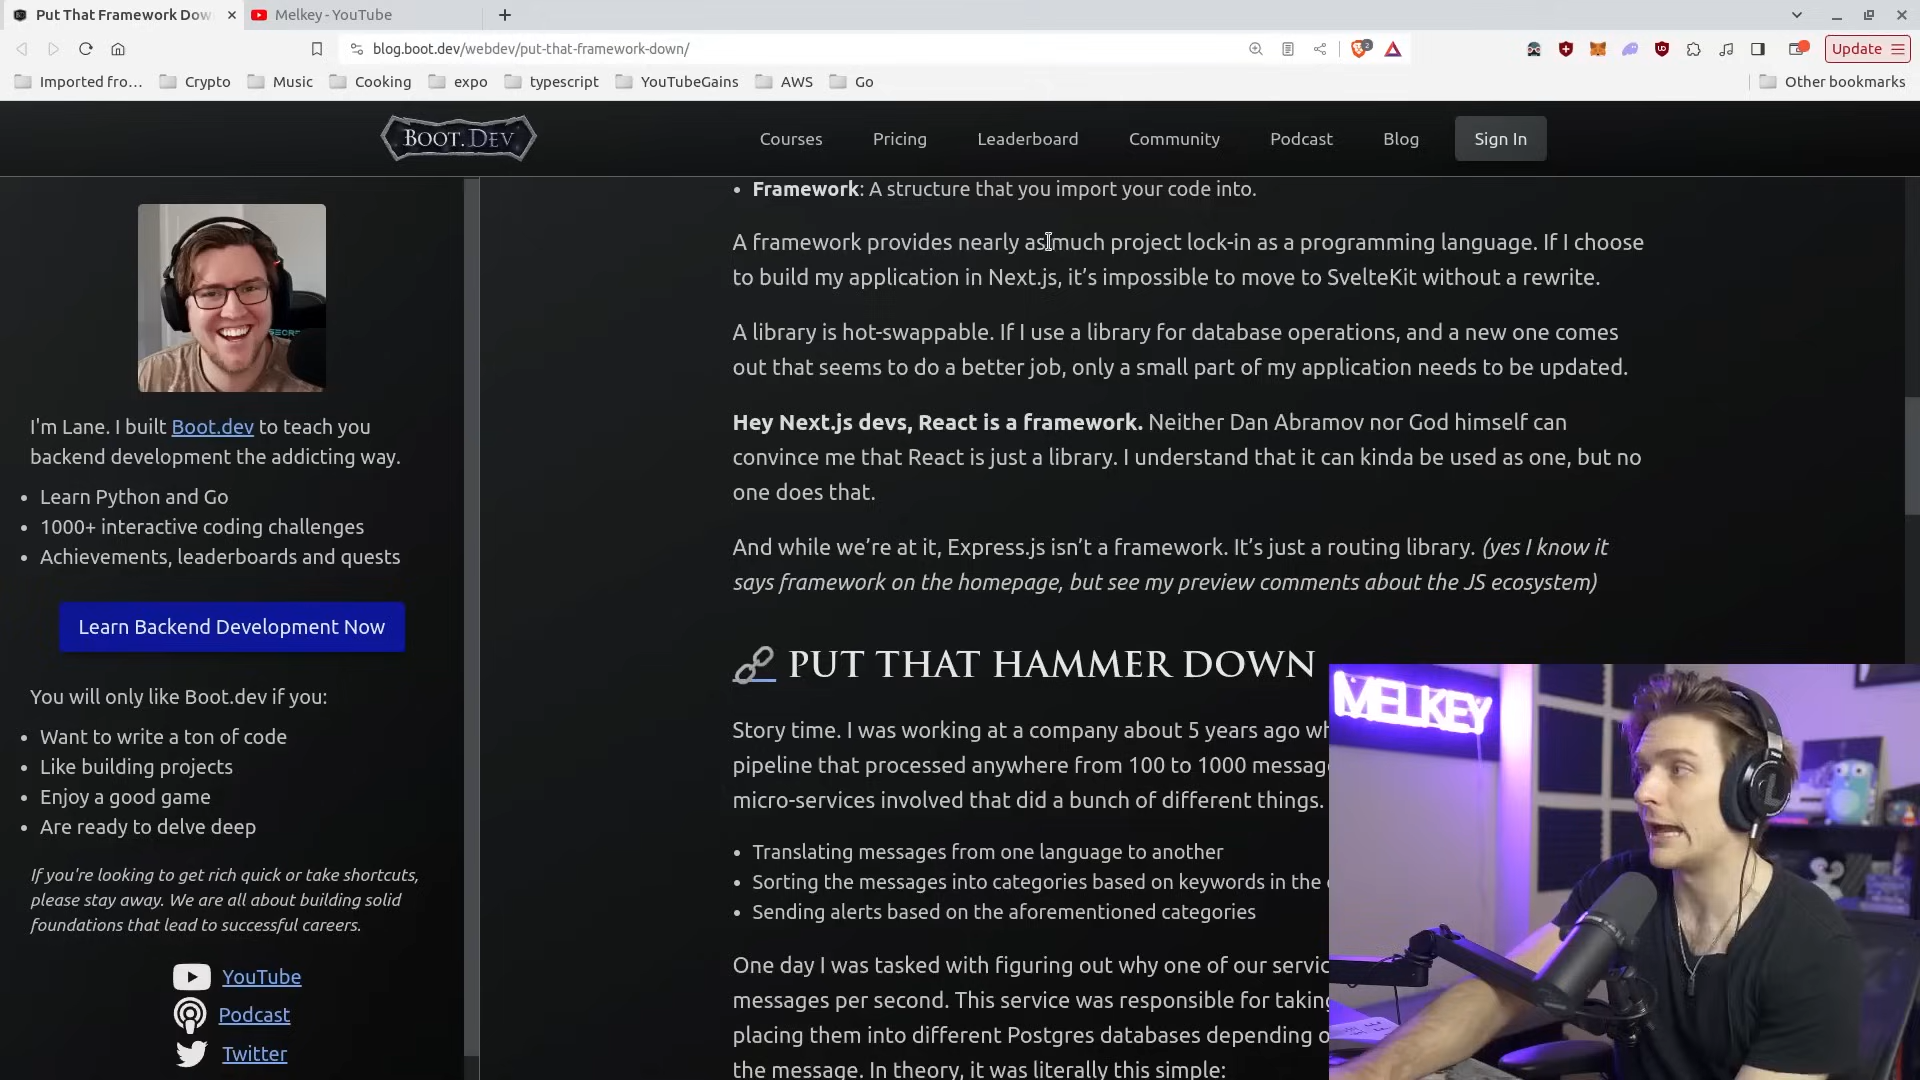 Put That Framework Dow
Melkey - YouTube
blog.boot.dev/webdev/put-that-framework-down/
2
Update
Imported fro…
Crypto
Music
Cooking
expo
typescript
YouTubeGains
AWS
Go
Other bookmarks
BOOT.DEV
Courses
Pricing
Leaderboard
Community
Podcast
Blog
Sign In
I'm Lane. I built Boot.dev to teach you
backend development the addicting way.
• Learn Python and Go
• 1000+ interactive coding challenges
• Achievements, leaderboards and quests
Learn Backend Development Now
You will only like Boot.dev if you:
• Want to write a ton of code
• Like building projects
• Enjoy a good game
• Are ready to delve deep
If you're looking to get rich quick or take shortcuts,
please stay away. We are all about building solid
foundations that lead to successful careers.
YouTube
Podcast
Twitter
• Framework: A structure that you import your code into.
A framework provides nearly as much project lock-in as a programming language. If I choose
to build my application in Next.js, it’s impossible to move to SvelteKit without a rewrite.
A library is hot-swappable. If I use a library for database operations, and a new one comes
out that seems to do a better job, only a small part of my application needs to be updated.
Hey Next.js devs, React is a framework. Neither Dan Abramov nor God himself can
convince me that React is just a library. I understand that it can kinda be used as one, but no
one does that.
And while we’re at it, Express.js isn’t a framework. It’s just a routing library. (yes I know it
says framework on the homepage, but see my preview comments about the JS ecosystem)
PUT THAT HAMMER DOWN
Story time. I was working at a company about 5 years ago
pipeline that processed anywhere from 100 to 1000
micro-services involved that did a bunch of different things.
• Translating messages from one language to another
• Sorting the messages into categories based on keywords in the
• Sending alerts based on the aforementioned categories
One day I was tasked with figuring out why one of our
messages per second. This service was responsible for
placing them into different Postgres databases depending
the message. In theory, it was literally this simple:
MELKEY